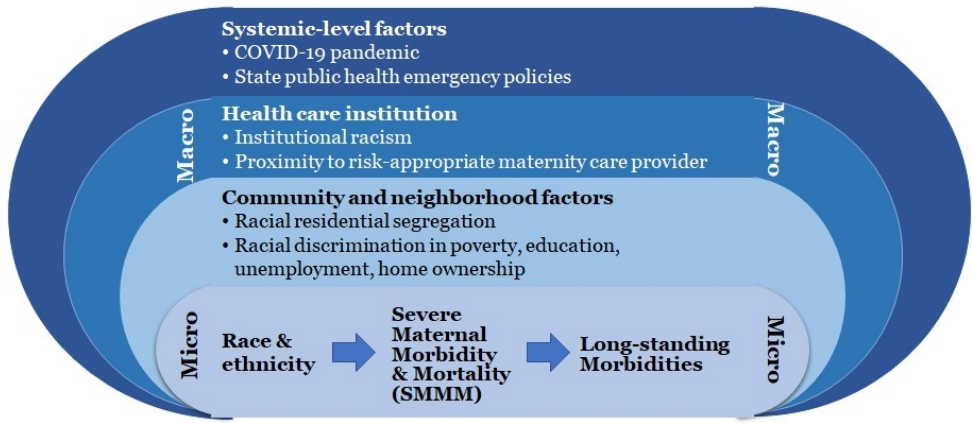 Systemic-level factors
• COVID-19 pandemic
• State public health emergency policies
Macro
Health care institution
• Institutional racism
• Proximity to risk-appropriate maternity care provider
Macro
Community and neighborhood factors
• Racial residential segregation
• Racial discrimination in poverty, education,
unemployment, home ownership
Micro
Race &
ethnicity
Severe
Maternal
Morbidity
& Mortality
(SMMM)
Long-standing
Morbidities
Micro